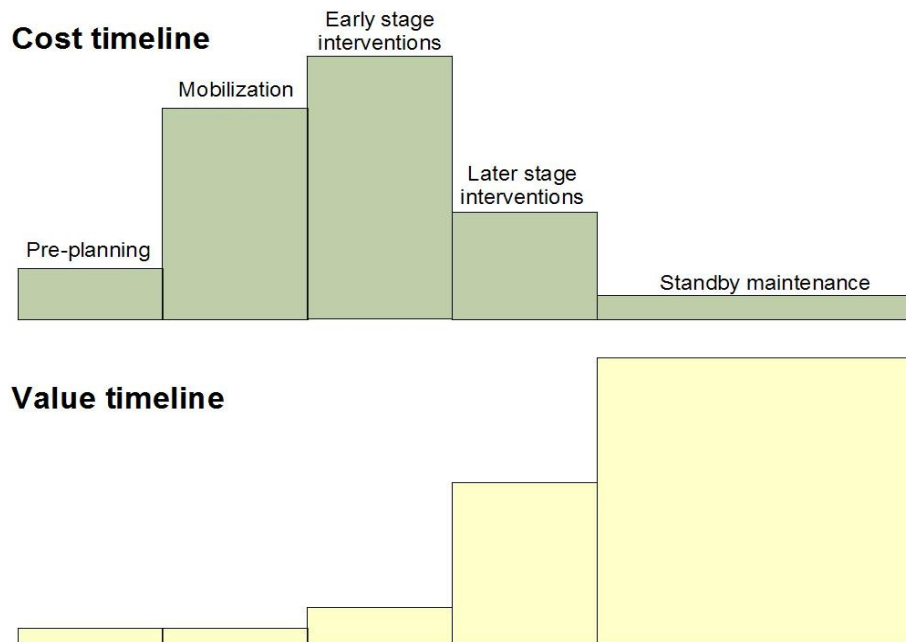 Cost timeline
Early stage
interventions
Mobilization
Later stage
interventions
Pre-planning
Standby maintenance
Value timeline